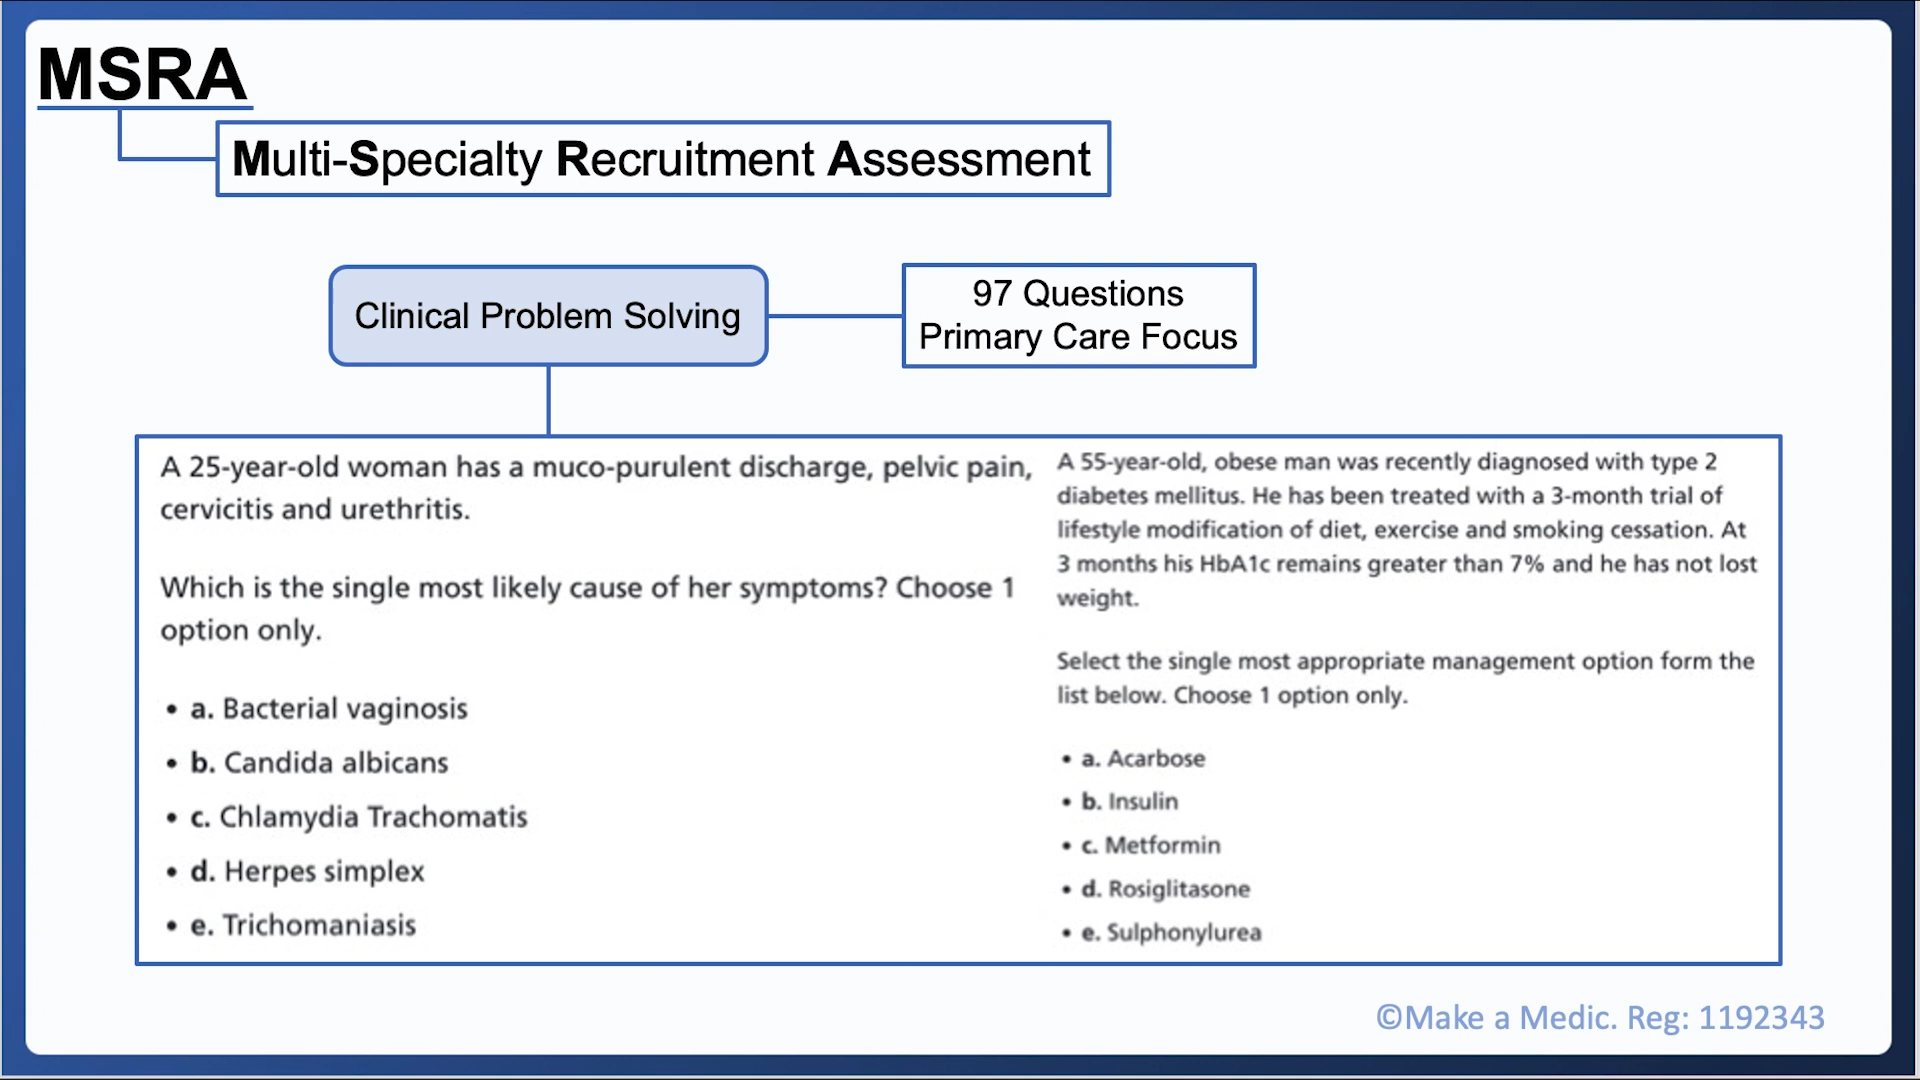 MSRA
Multi-Specialty Recruitment Assessment
Clinical Problem Solving
97 Questions
Primary Care Focus
A 25-year-old woman has a muco-purulent discharge, pelvic pain,
cervicitis and urethritis.
Which is the single most likely cause of her symptoms? Choose 1
option only.
• a. Bacterial vaginosis
• b. Candida albicans
• c. Chlamydia Trachomatis
• d. Herpes simplex
• e. Trichomaniasis
A 55-year-old, obese man was recently diagnosed with type 2
diabetes mellitus. He has been treated with a 3-month trial of
lifestyle modification of diet, exercise and smoking cessation. At
3 months his HbA1c remains greater than 7% and he has not lost
weight.
Select the single most appropriate management option form the
list below. Choose 1 option only.
• a. Acarbose
• b. Insulin
• c. Metformin
• d. Rosiglitasone
• e. Sulphonylurea
©Make a Medic. Reg: 1192343